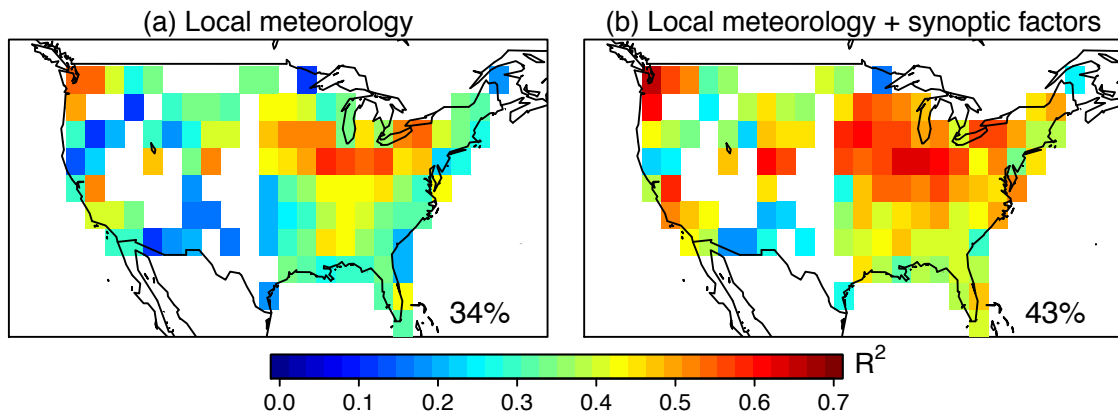 (a) Local meteorology
(b) Local meteorology + synoptic factors
34%
43%
R²
0.0 0.1 0.2 0.3 0.4 0.5 0.6 0.7